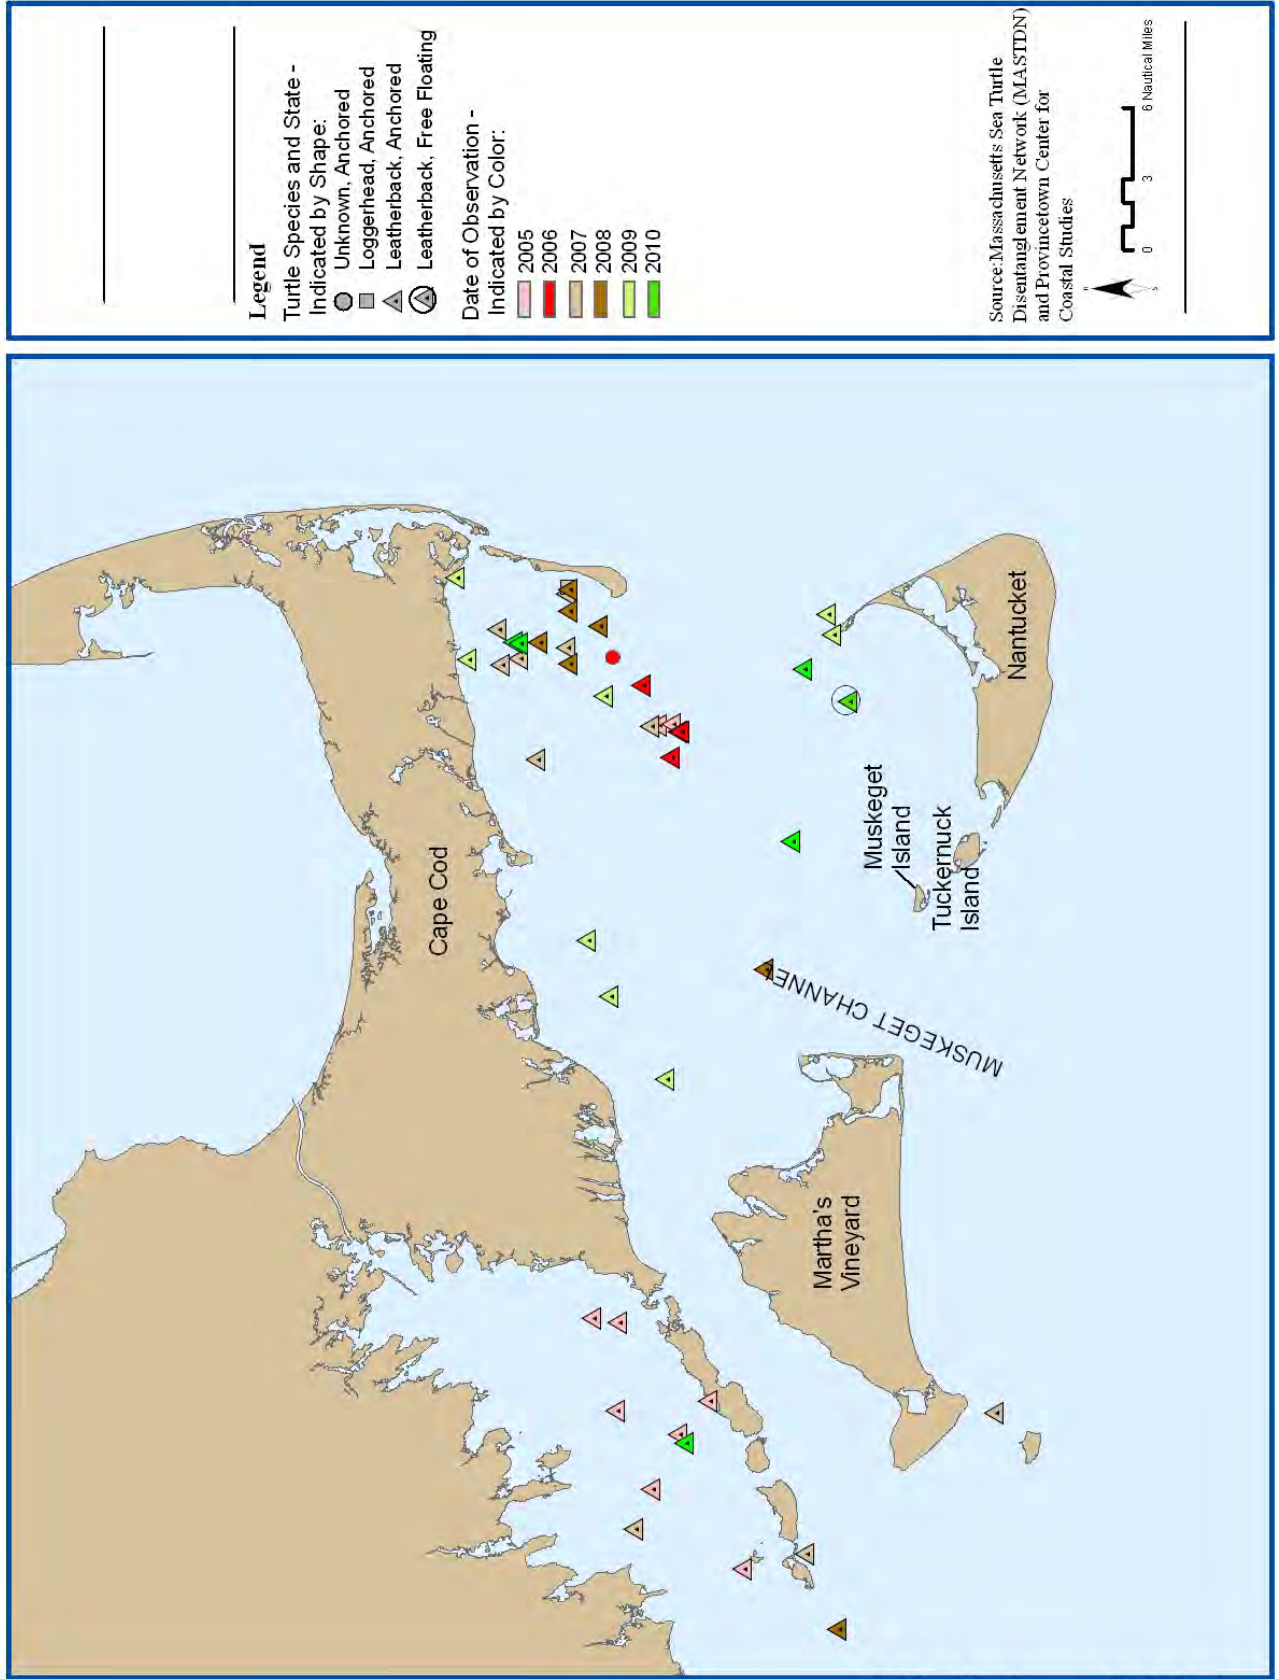 Legend
Turtle Species and State -
Indicated by Shape:
Unknown, Anchored
Loggerhead, Anchored
Leatherback, Anchored
Leatherback, Free Floating
Date of Observation -
Indicated by Color:
2005
2006
2007
2008
2009
2010
Source:Massachusetts Sea Turtle
Disentanglement Network (MASTDN)
and Provincetown Center for
Coastal Studies
0 3 6 Nautical Miles
Cape Cod
Martha's
Vineyard
MUSKEGET CHANNEL
Muskeget
Island
Tuckernuck
Island
Nantucket